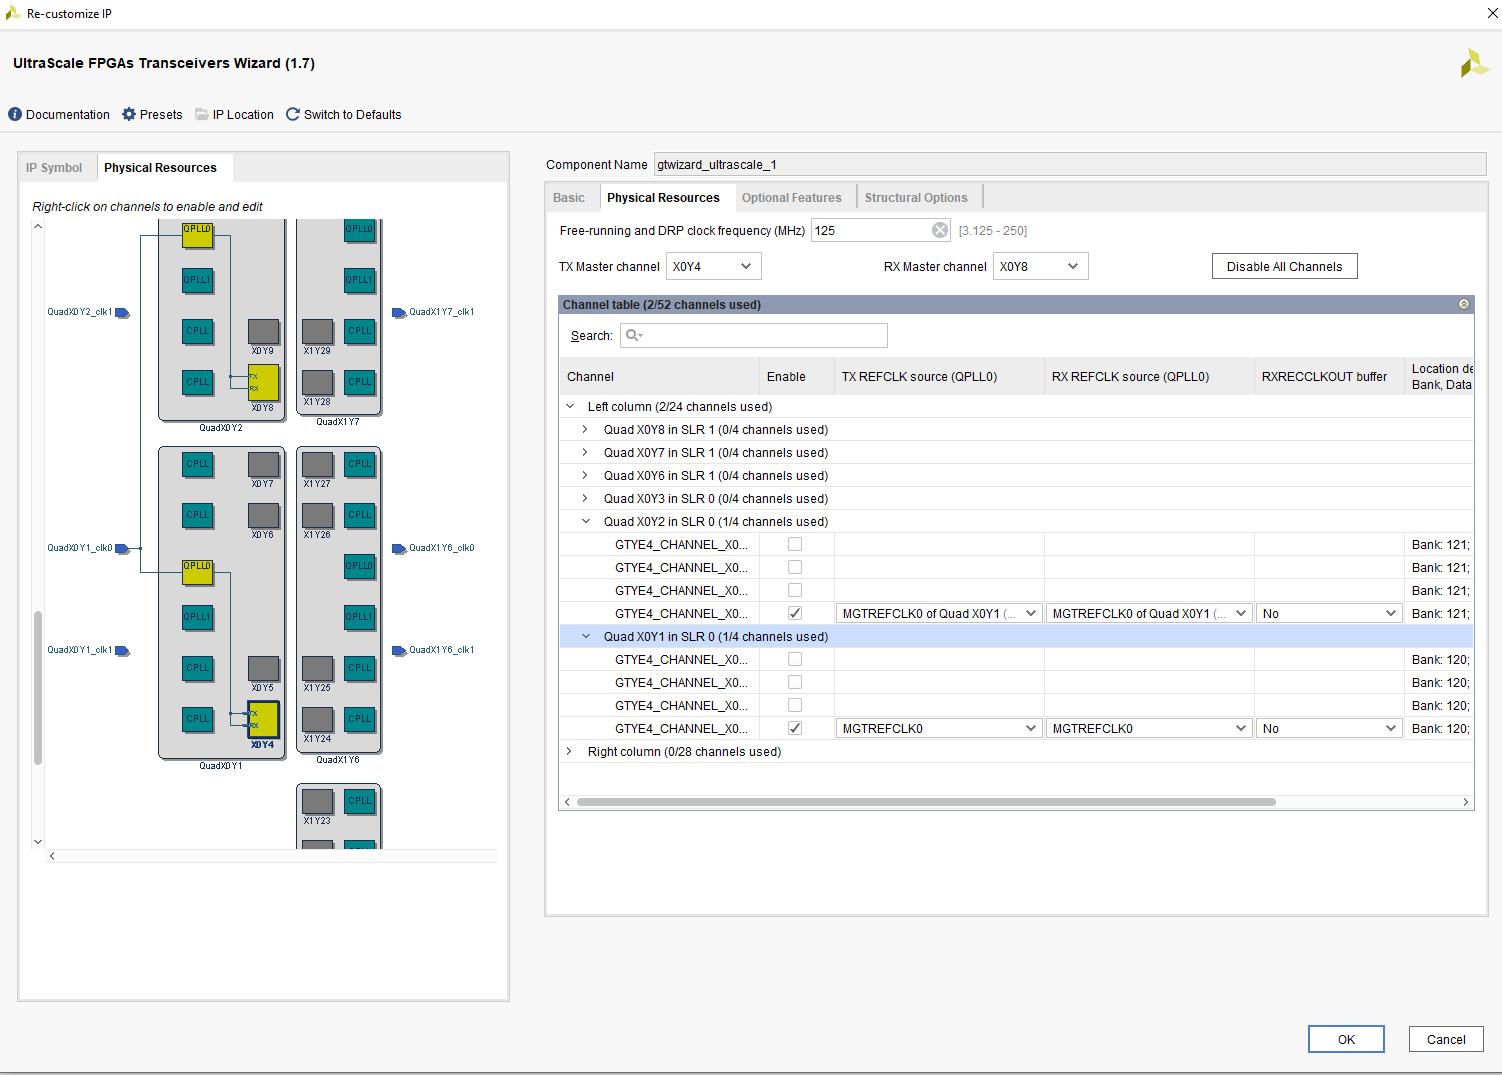 Re-customize IP
UltraScale FPGAs Transceivers Wizard (1.7)
Documentation Presets IP Location Switch to Defaults
IP Symbol Physical Resources
Right-click on channels to enable and edit
QPLL0 QPLL0
QPLL1 QPLL1
QuadX0Y2_clk1 QuadX1Y7_clk1
CPLL CPLL
X0Y9 X1Y29
CPLL TX CPLL
RX
X0Y8 X1Y28
QuadX0Y2 QuadX1Y7
CPLL CPLL
X0Y7 X1Y27
CPLL CPLL
X0Y6 X1Y26
QuadX0Y1_clk0 QuadX1Y6_clk0
QPLL0 QPLL0
QPLL1 QPLL1
QuadX0Y1_clk1 QuadX1Y6_clk1
CPLL CPLL
X0Y5 X1Y25
CPLL TX CPLL
RX
X0Y4 X1Y24
QuadX0Y1 QuadX1Y6
CPLL
X1Y23
Component Name gtwizard_ultrascale_1
Basic Physical Resources Optional Features Structural Options
Free-running and DRP clock frequency (MHz) 125 [3.125 - 250]
TX Master channel X0Y4 RX Master channel X0Y8 Disable All Channels
Channel table (2/52 channels used)
Search:
Channel Enable TX REFCLK source (QPLL0) RX REFCLK source (QPLL0) RXRECCLKOUT buffer Location de
Bank, Data
Left column (2/24 channels used)
Quad X0Y8 in SLR 1 (0/4 channels used)
Quad X0Y7 in SLR 1 (0/4 channels used)
Quad X0Y6 in SLR 1 (0/4 channels used)
Quad X0Y3 in SLR 0 (0/4 channels used)
Quad X0Y2 in SLR 0 (1/4 channels used)
GTYE4_CHANNEL_X0... Bank: 121;
GTYE4_CHANNEL_X0... Bank: 121;
GTYE4_CHANNEL_X0... Bank: 121;
GTYE4_CHANNEL_X0... MGTREFCLK0 of Quad X0Y1 (... MGTREFCLK0 of Quad X0Y1 (... No Bank: 121;
Quad X0Y1 in SLR 0 (1/4 channels used)
GTYE4_CHANNEL_X0... Bank: 120;
GTYE4_CHANNEL_X0... Bank: 120;
GTYE4_CHANNEL_X0... Bank: 120;
GTYE4_CHANNEL_X0... MGTREFCLK0 MGTREFCLK0 No Bank: 120;
Right column (0/28 channels used)
OK Cancel